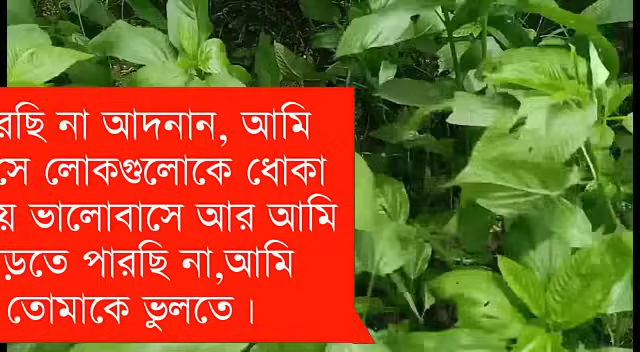 রছি না আদনান, আমি
সে লোকগুলোকে ধোকা
য় ভালোবাসে আর আমি
ড়তে পারছি না,আমি
তোমাকে ভুলতে।